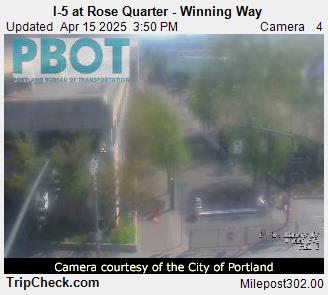 I-5 at Rose Quarter - Winning Way
Updated Apr 15 2025 3:50 PM Camera 4
PBOT
PORTLAND BUREAU OF TRANSPORTATION
Camera courtesy of the City of Portland
TripCheck.com Milepost302.00